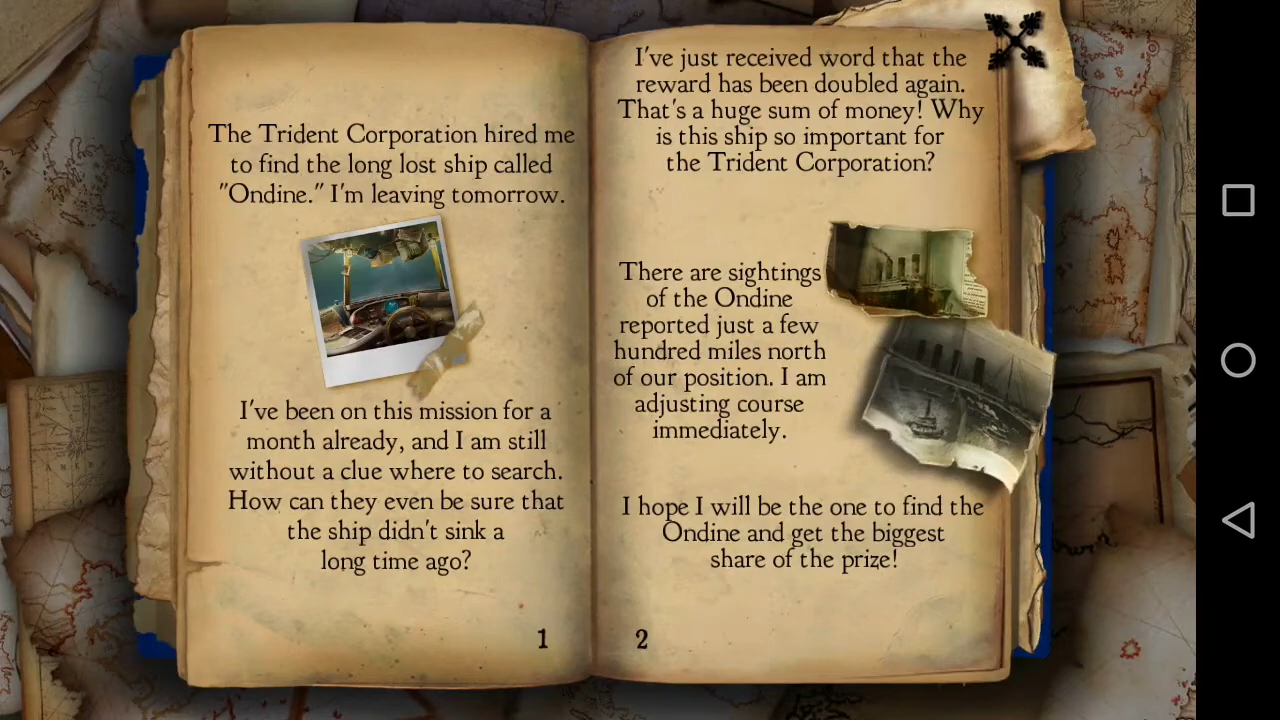 The Trident Corporation hired me
to find the long lost ship called
"Ondine." I'm leaving tomorrow.
I've been on this mission for a
month already, and I am still
without a clue where to search.
How can they even be sure that
the ship didn't sink a
long time ago?
1
I've just received word that the
reward has been doubled again.
That's a huge sum of money! Why
is this ship so important for
the Trident Corporation?
There are sightings
of the Ondine
reported just a few
hundred miles north
of our position. I am
adjusting course
immediately.
I hope I will be the one to find the
Ondine and get the biggest
share of the prize!
2